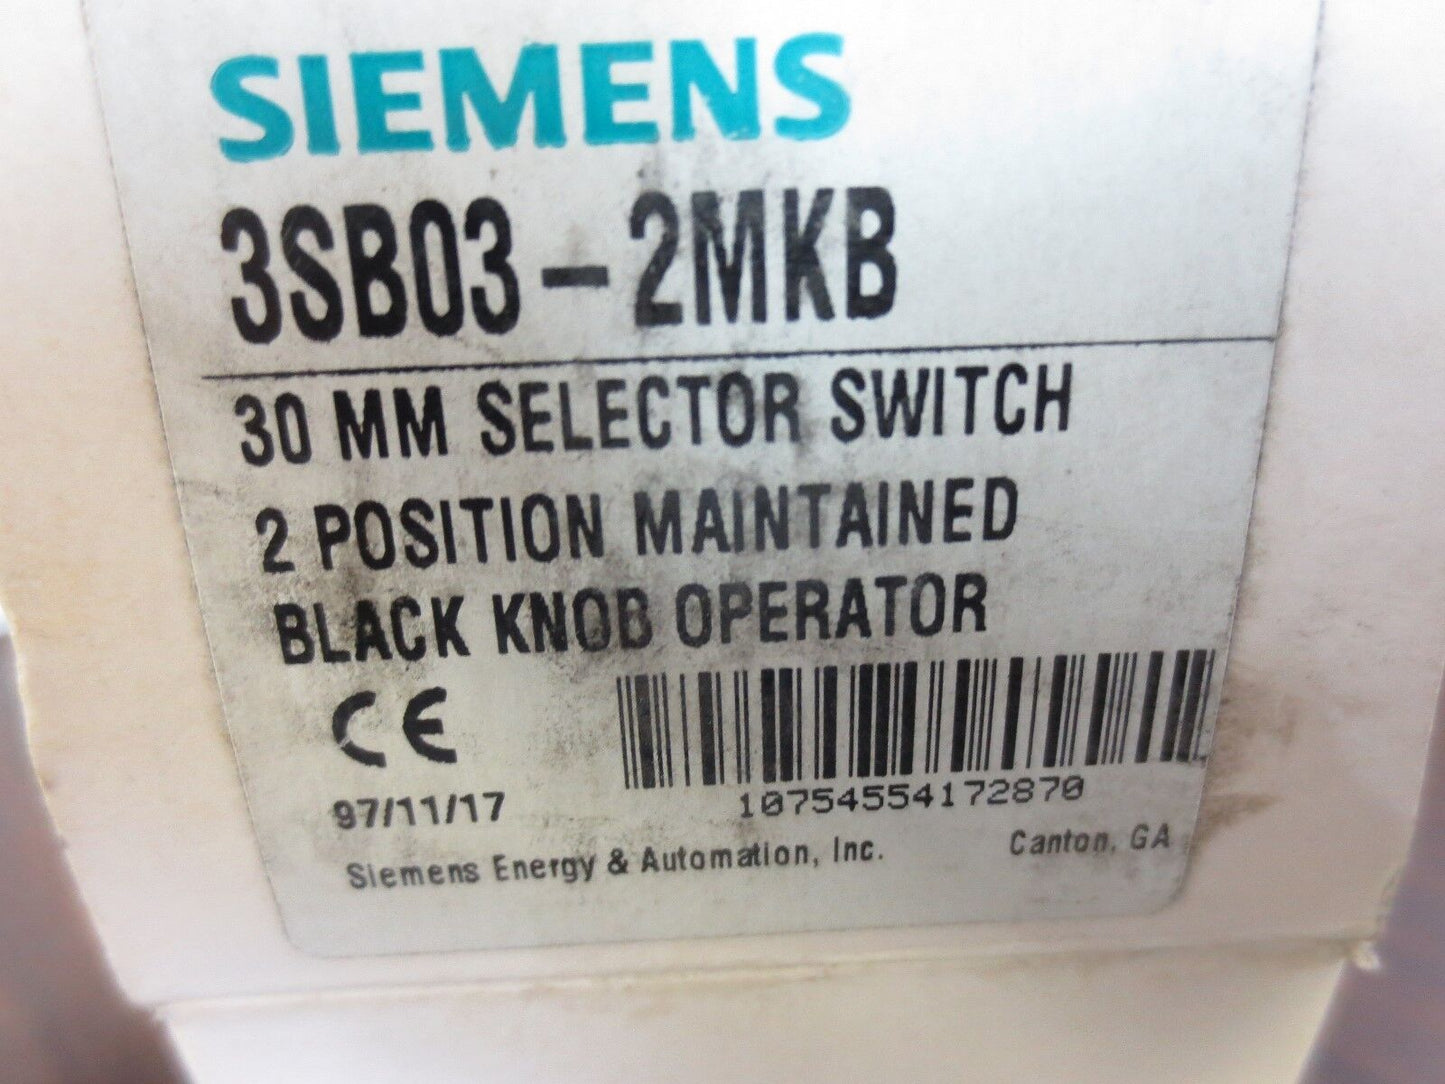 SIEMENS
3SB03-2MKB
30 MM SELECTOR SWITCH
2 POSITION MAINTAINED
BLACK KNOB OPERATOR
CE
97/11/17
10754554172870
Siemens Energy & Automation, Inc. Canton, GA